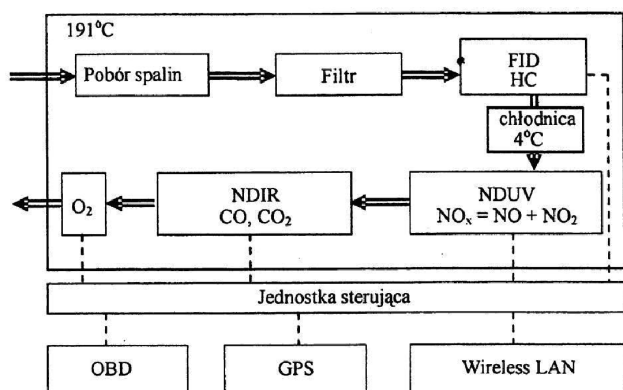 191°C
Pobór spalin
Filtr
FID
HC
chłodnica
4°C
O₂
NDIR
CO, CO₂
NDUV
NOₓ = NO + NO₂
Jednostka sterująca
OBD
GPS
Wireless LAN